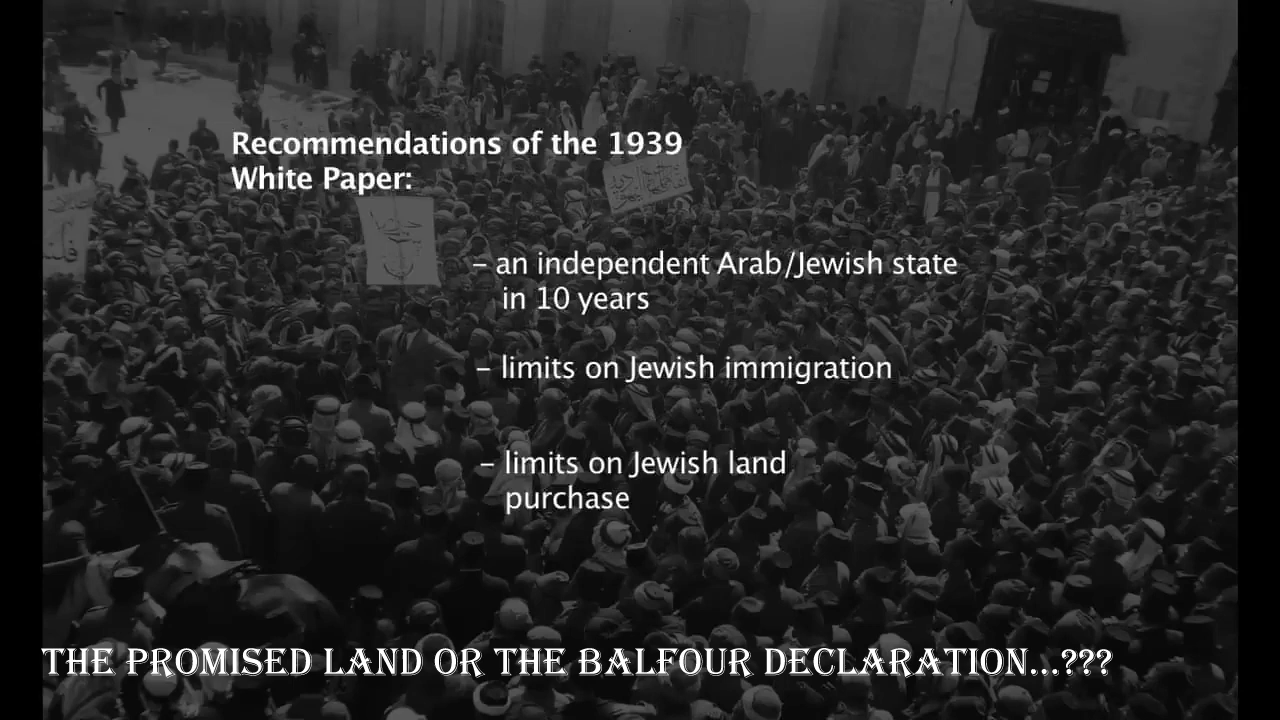 Recommendations of the 1939
White Paper:
– an independent Arab/Jewish state
in 10 years
– limits on Jewish immigration
– limits on Jewish land
purchase
THE PROMISED LAND OR THE BALFOUR DECLARATION...???